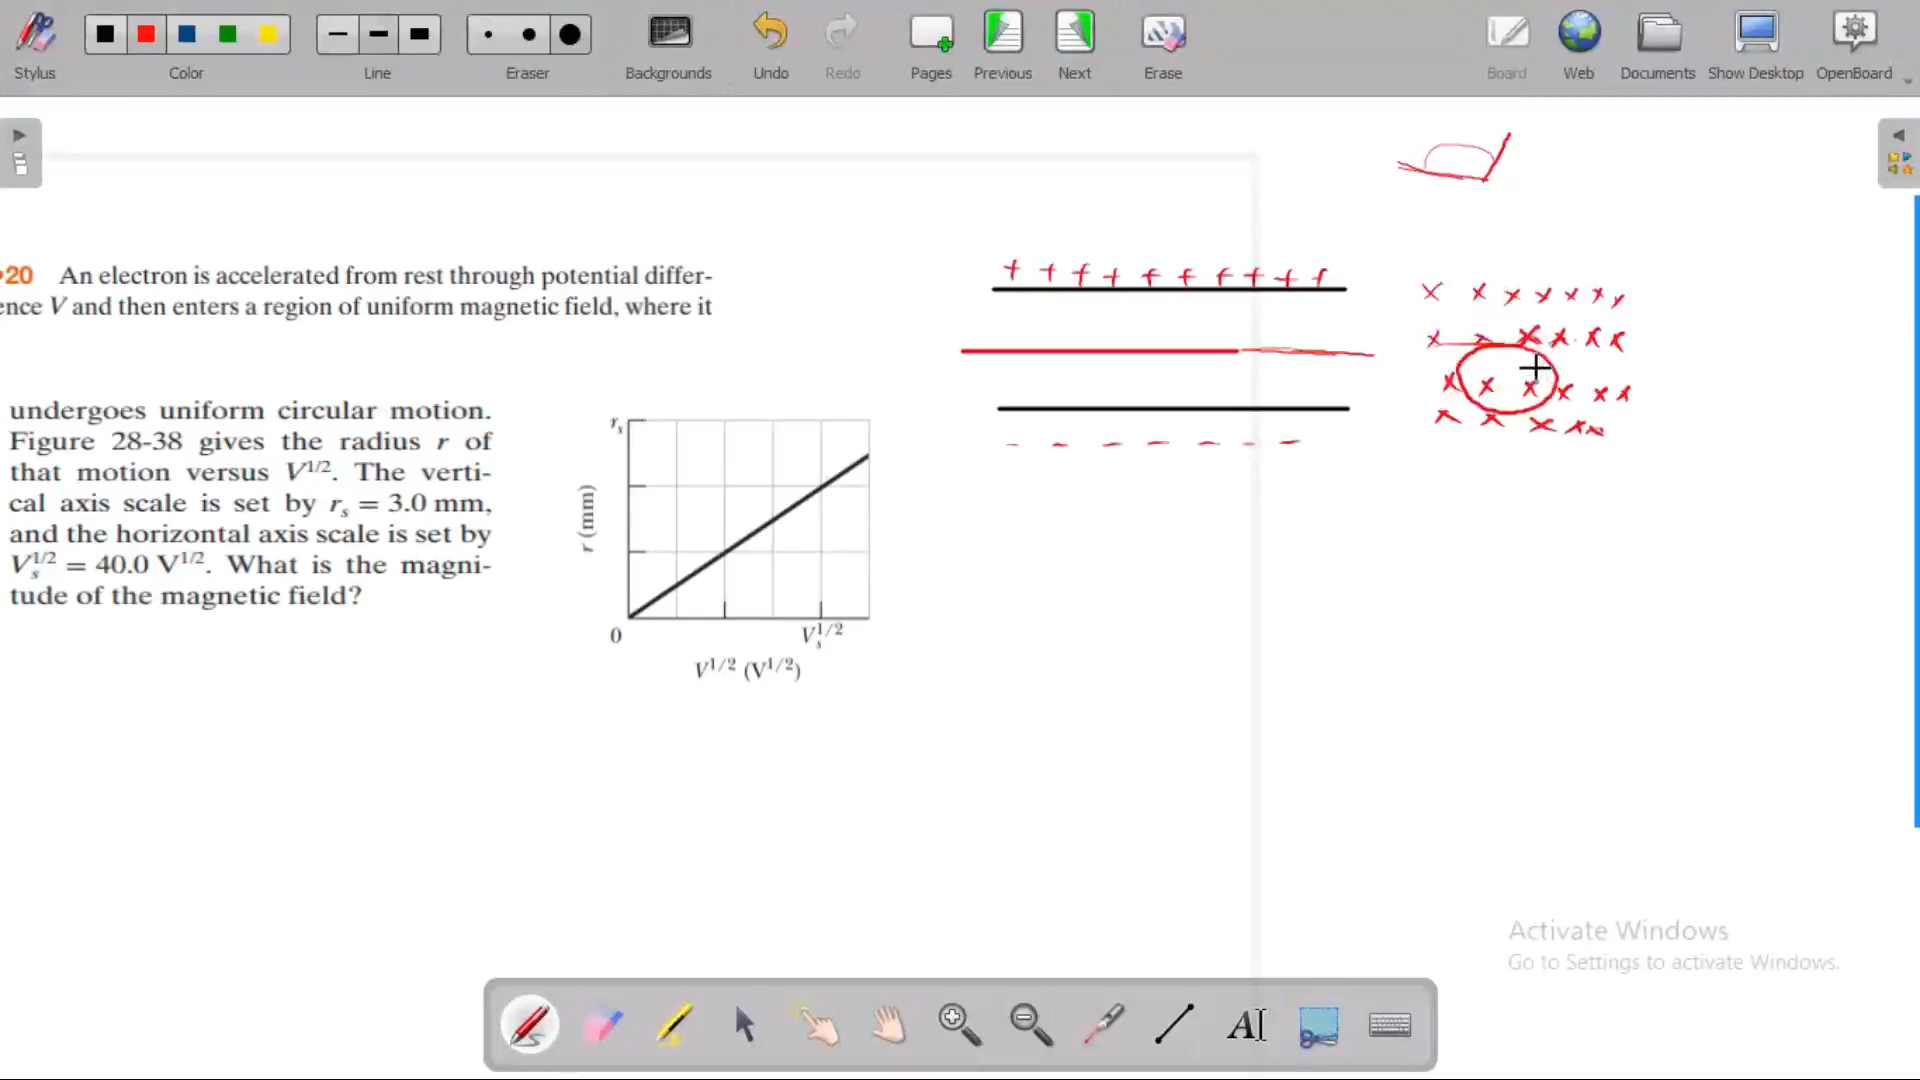 Stylus
Color
Line
Eraser
Backgrounds
Undo
Redo
Pages
Previous
Next
Erase
Board
Web
Documents
Show Desktop
OpenBoard
20 An electron is accelerated from rest through potential differ-
ence V and then enters a region of uniform magnetic field, where it
undergoes uniform circular motion.
Figure 28-38 gives the radius r of
that motion versus V^1/2. The verti-
cal axis scale is set by r_s = 3.0 mm,
and the horizontal axis scale is set by
V_s^1/2 = 40.0 V^1/2. What is the magni-
tude of the magnetic field?
r_s
r (mm)
0
V_s^1/2
V^1/2 (V^1/2)
+ + + + + + + + + +
- - - - - - -
x x x x x x x
x x x x x x
x x x x x x
x x x x x
Activate Windows
Go to Settings to activate Windows.
AI